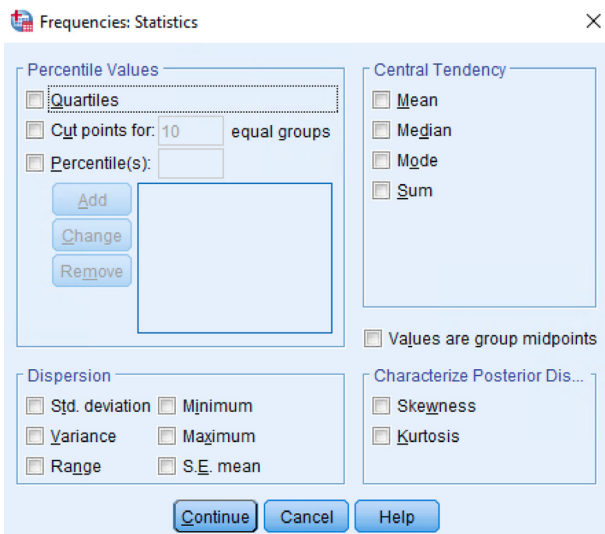 Frequencies: Statistics
Percentile Values
Quartiles
Cut points for: 10 equal groups
Percentile(s):
Add
Change
Remove
Central Tendency
Mean
Median
Mode
Sum
Values are group midpoints
Dispersion
Std. deviation Minimum
Variance Maximum
Range S.E. mean
Characterize Posterior Dis...
Skewness
Kurtosis
Continue Cancel Help